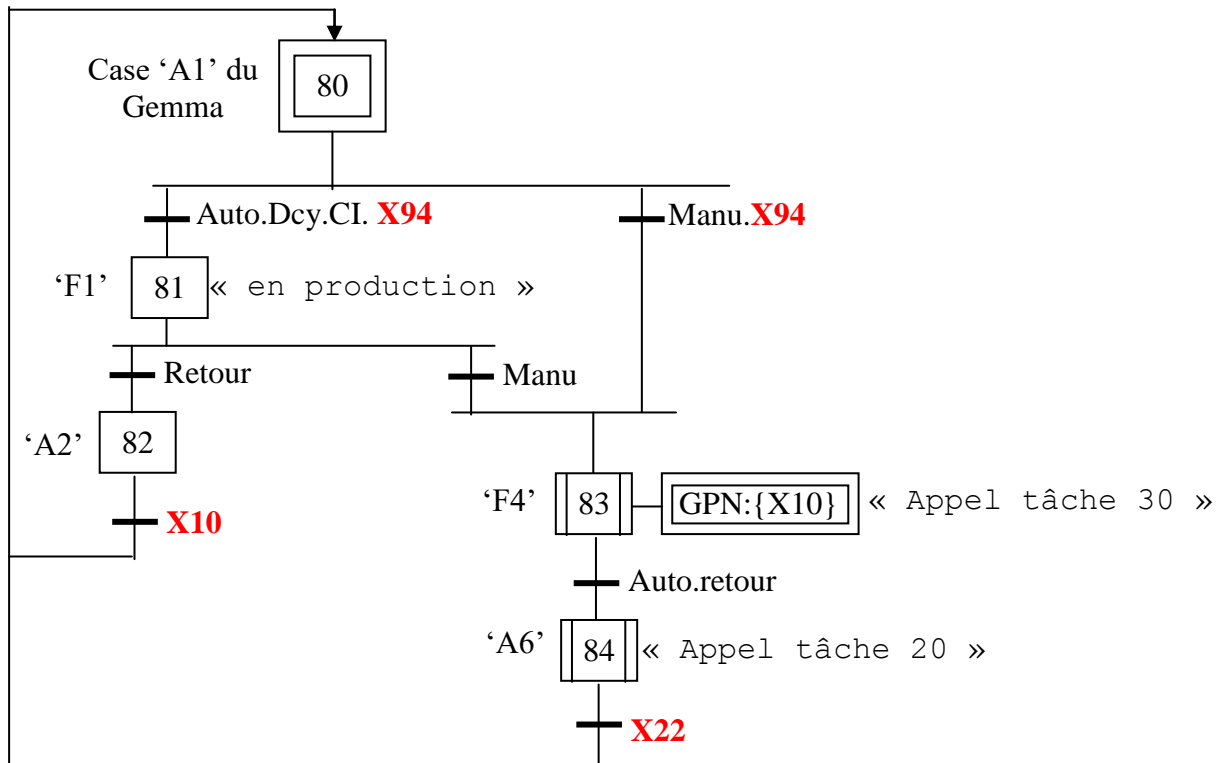 Case ‘A1’ du
Gemma
80
Auto.Dcy.CI. X94
Manu.X94
‘F1’ 81 « en production »
Retour
Manu
‘A2’ 82
‘F4’ 83 GPN:{X10} « Appel tâche 30 »
X10
Auto.retour
‘A6’ 84 « Appel tâche 20 »
X22